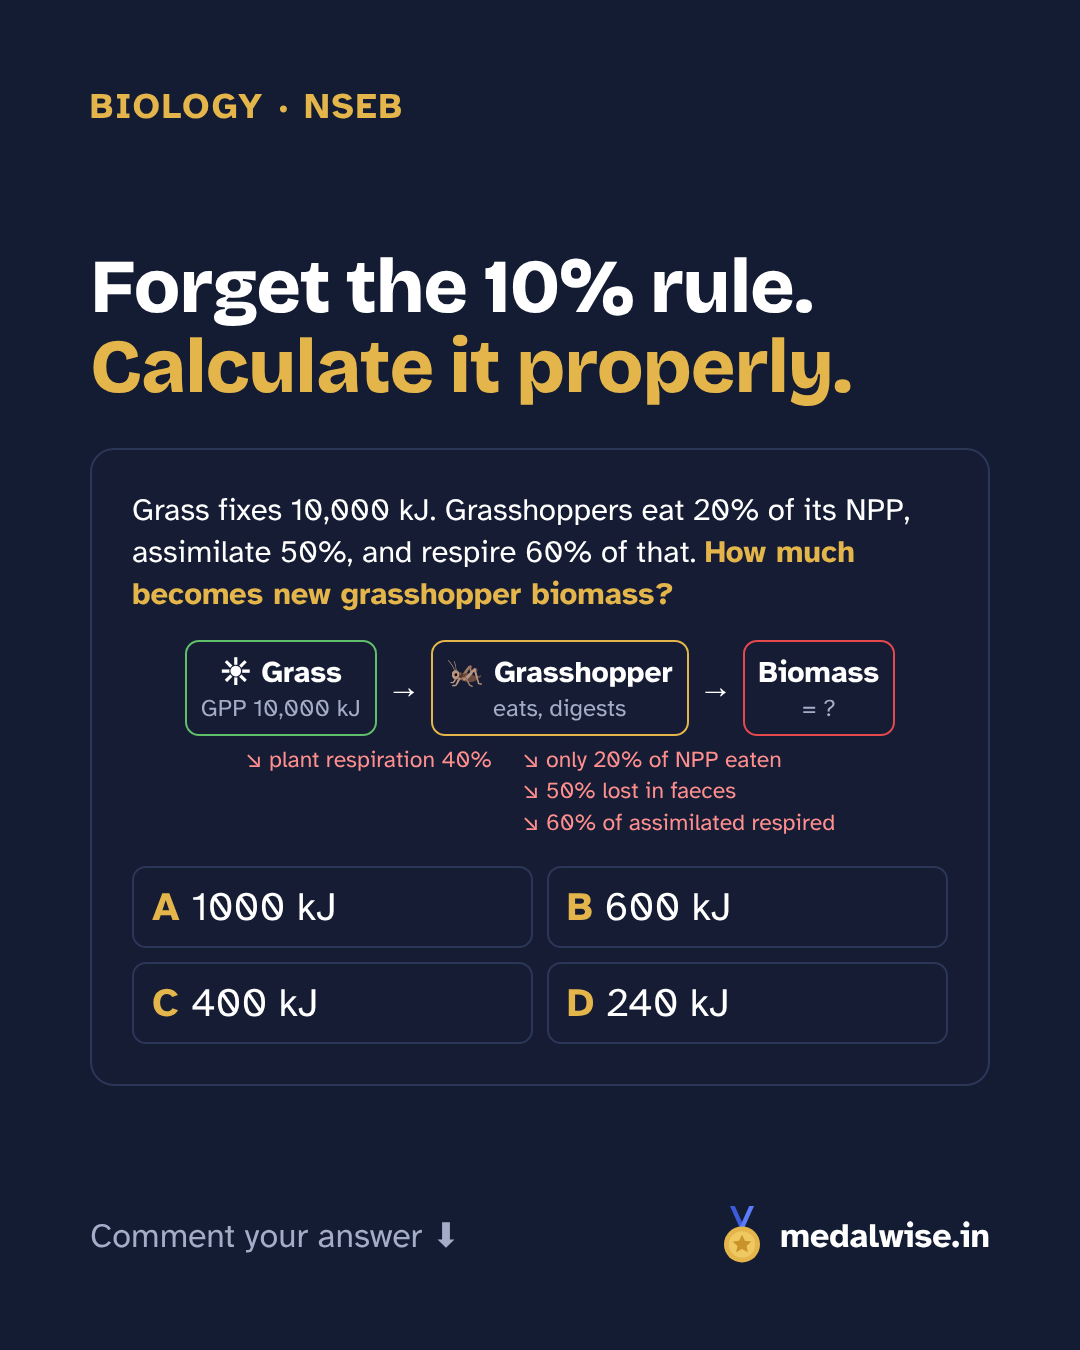 BIOLOGY · NSEB
Forget the 10% rule.
Calculate it properly.
Grass fixes 10,000 kJ. Grasshoppers eat 20% of its NPP,
assimilate 50%, and respire 60% of that. How much
becomes new grasshopper biomass?
☀ Grass
GPP 10,000 kJ
→
🦗 Grasshopper
eats, digests
→
Biomass
= ?
↘ plant respiration 40%
↘ only 20% of NPP eaten
↘ 50% lost in faeces
↘ 60% of assimilated respired
A 1000 kJ
B 600 kJ
C 400 kJ
D 240 kJ
Comment your answer ⬇
medalwise.in